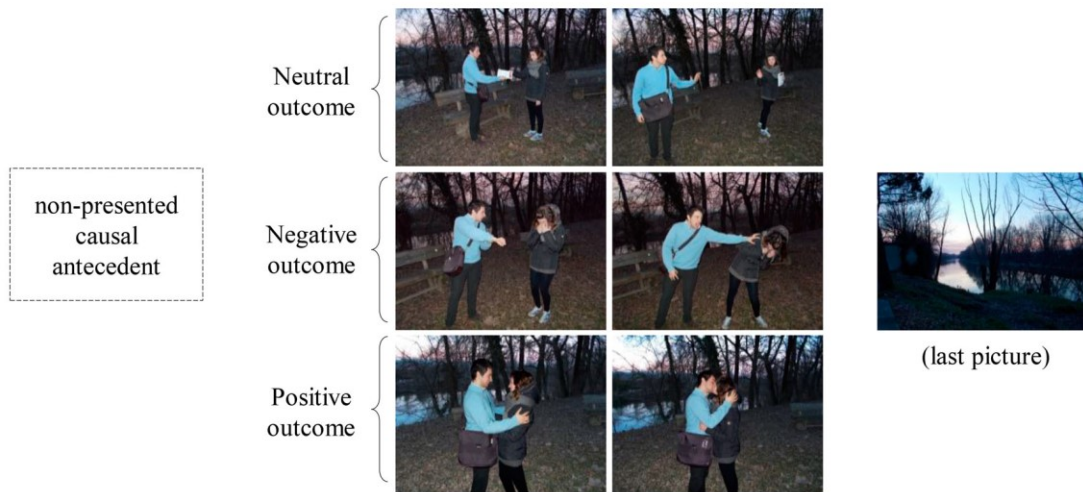 Neutral
outcome
non-presented
causal
antecedent
Negative
outcome
(last picture)
Positive
outcome